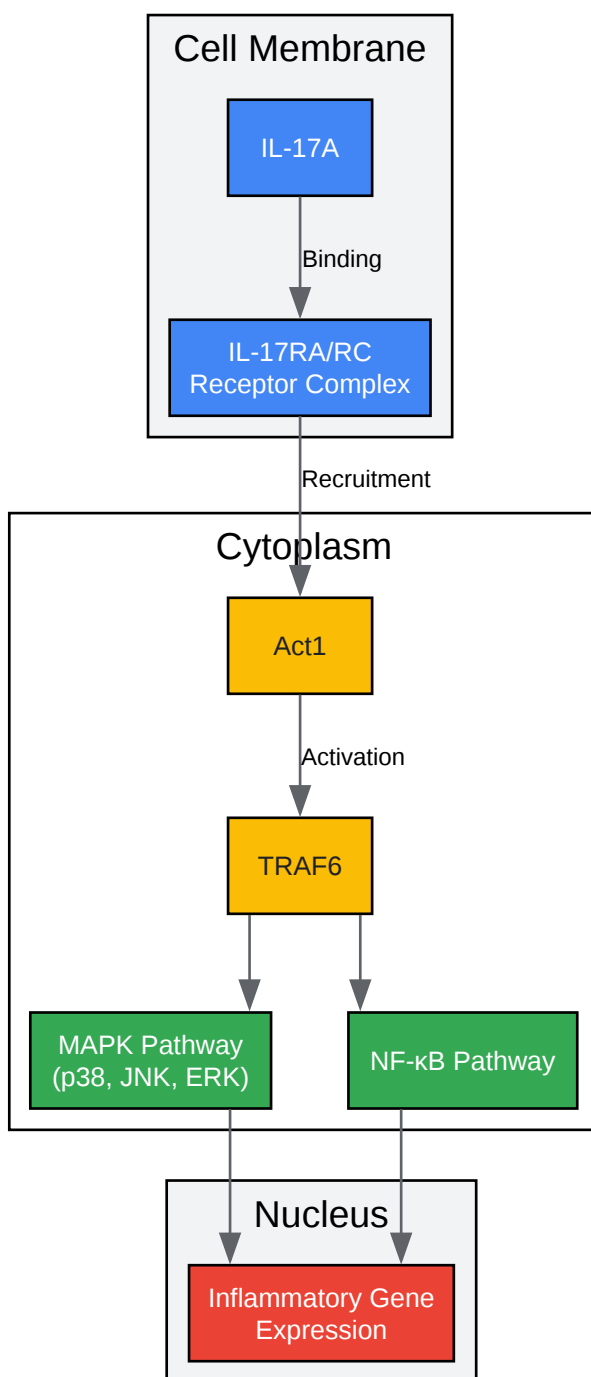 Cell Membrane
IL-17A
Binding
IL-17RA/RC
Receptor Complex
Recruitment
Cytoplasm
Act1
Activation
TRAF6
MAPK Pathway
(p38, JNK, ERK)
NF-κB Pathway
Nucleus
Inflammatory Gene
Expression